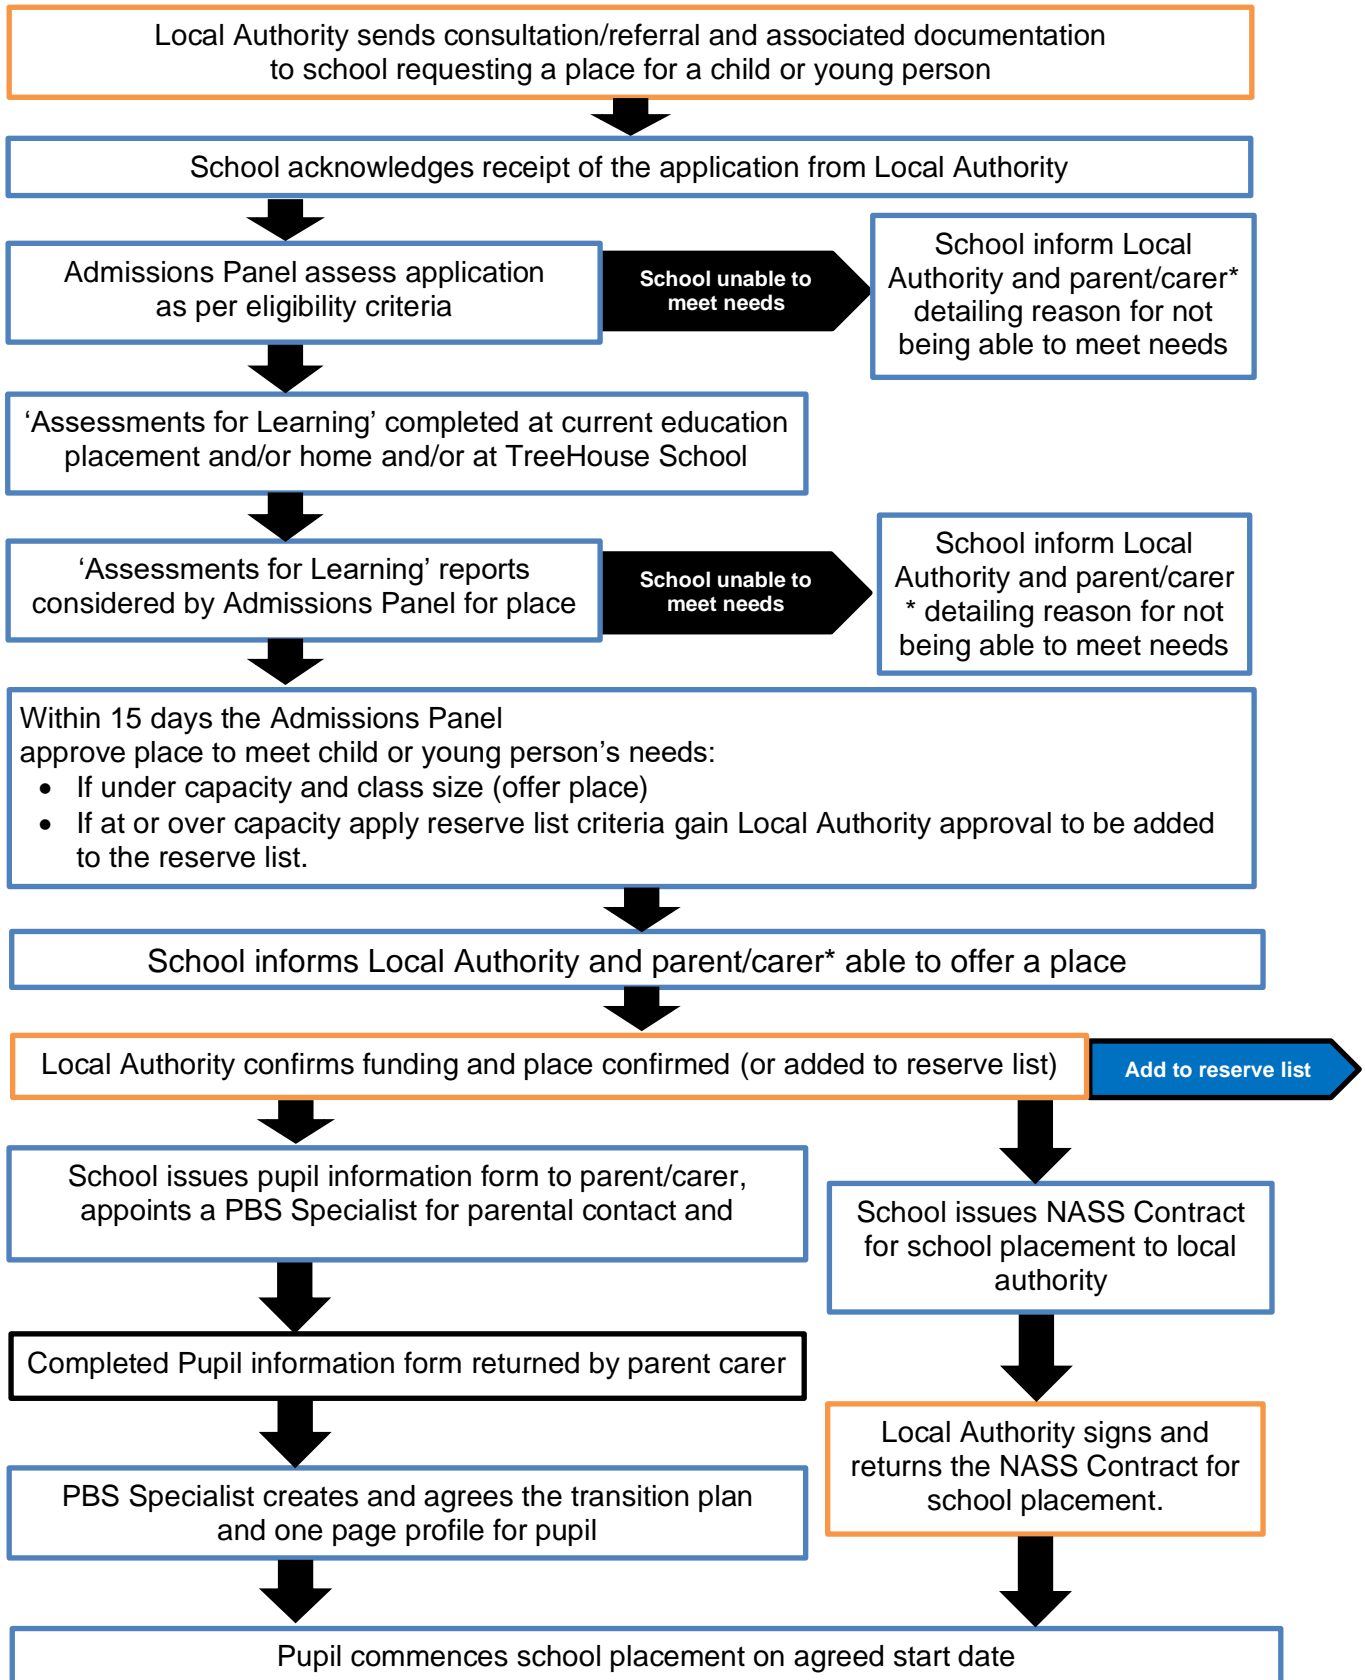 Local Authority sends consultation/referral and associated documentation
to school requesting a place for a child or young person
School acknowledges receipt of the application from Local Authority
Admissions Panel assess application
as per eligibility criteria
School unable to
meet needs
School inform Local
Authority and parent/carer*
detailing reason for not
being able to meet needs
‘Assessments for Learning’ completed at current education
placement and/or home and/or at TreeHouse School
‘Assessments for Learning’ reports
considered by Admissions Panel for place
School unable to
meet needs
School inform Local
Authority and parent/carer
* detailing reason for not
being able to meet needs
Within 15 days the Admissions Panel
approve place to meet child or young person’s needs:
• If under capacity and class size (offer place)
• If at or over capacity apply reserve list criteria gain Local Authority approval to be added
to the reserve list.
School informs Local Authority and parent/carer* able to offer a place
Local Authority confirms funding and place confirmed (or added to reserve list)
Add to reserve list
School issues pupil information form to parent/carer,
appoints a PBS Specialist for parental contact and
School issues NASS Contract
for school placement to local
authority
Completed Pupil information form returned by parent carer
Local Authority signs and
returns the NASS Contract for
school placement.
PBS Specialist creates and agrees the transition plan
and one page profile for pupil
Pupil commences school placement on agreed start date